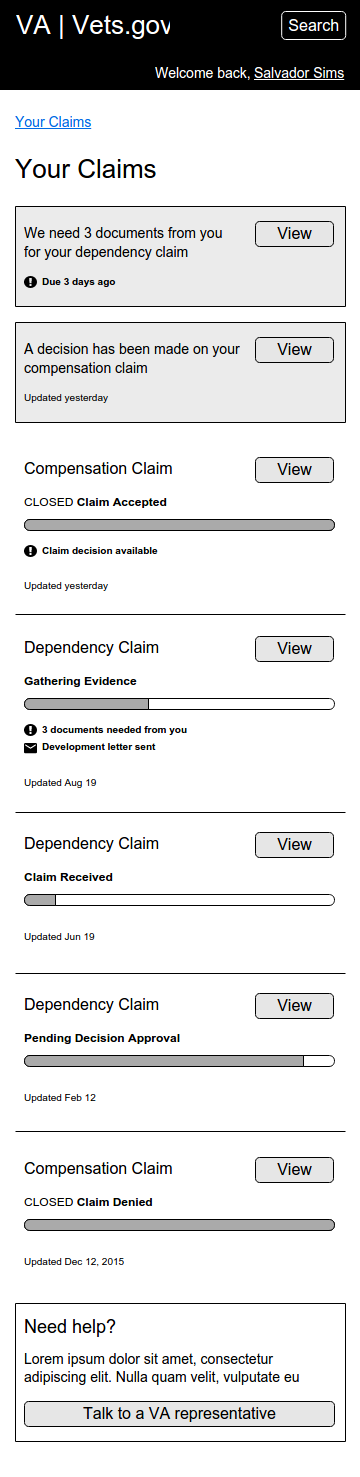 VA | Vets.gov
Search
Welcome back, Salvador Sims
Your Claims
Your Claims
We need 3 documents from you
for your dependency claim
View
Due 3 days ago
A decision has been made on your
compensation claim
View
Updated yesterday
Compensation Claim
View
CLOSED Claim Accepted
Claim decision available
Updated yesterday
Dependency Claim
View
Gathering Evidence
3 documents needed from you
Development letter sent
Updated Aug 19
Dependency Claim
View
Claim Received
Updated Jun 19
Dependency Claim
View
Pending Decision Approval
Updated Feb 12
Compensation Claim
View
CLOSED Claim Denied
Updated Dec 12, 2015
Need help?
Lorem ipsum dolor sit amet, consectetur
adipiscing elit. Nulla quam velit, vulputate eu
Talk to a VA representative